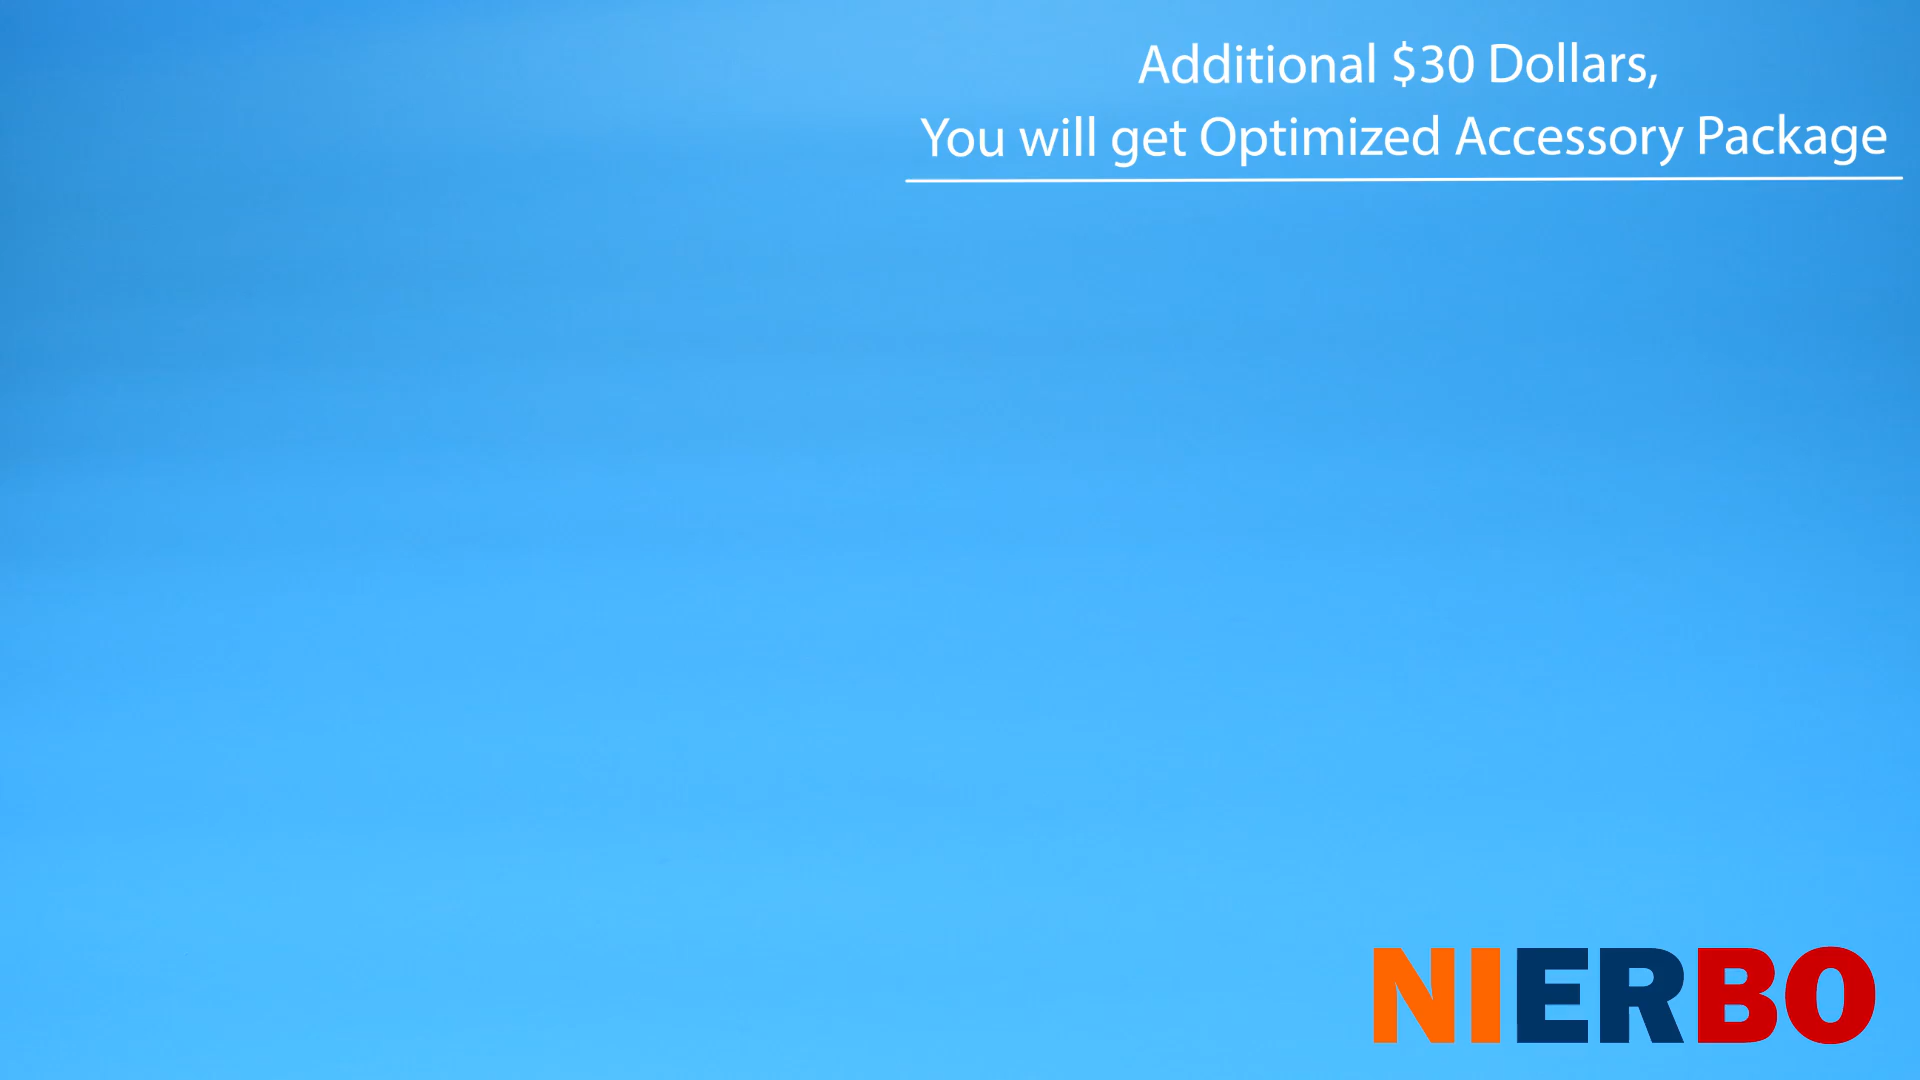 Additional $30 Dollars,
You will get Optimized Accessory Package
NIERBO